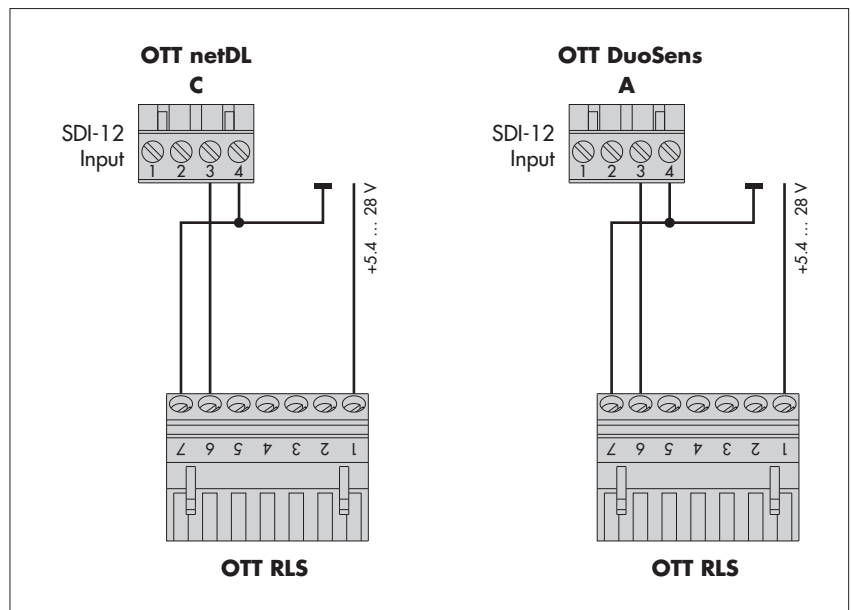 OTT netDL
C
SDI-12
Input
1 2 3 4
+5.4 ... 28 V
7 6 5 4 3 2 1
OTT RLS
OTT DuoSens
A
SDI-12
Input
1 2 3 4
+5.4 ... 28 V
7 6 5 4 3 2 1
OTT RLS